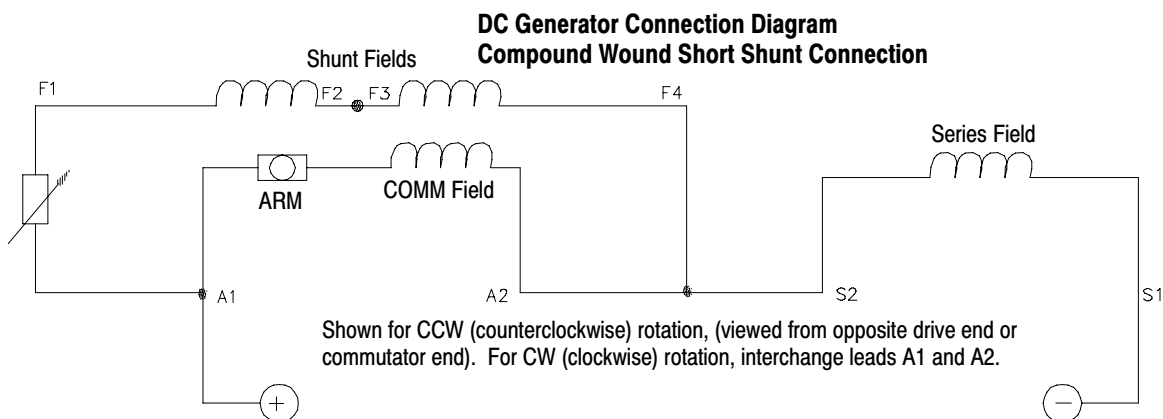 DC Generator Connection Diagram
Compound Wound Short Shunt Connection
Shunt Fields
F1
F2
F3
F4
Series Field
ARM
COMM Field
A1
A2
S2
S1
Shown for CCW (counterclockwise) rotation, (viewed from opposite drive end or
commutator end). For CW (clockwise) rotation, interchange leads A1 and A2.
+
−